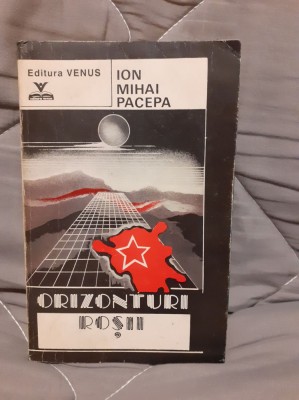 Editura VENUS
ION
MIHAI
PACEPA
ORIZONTURI
ROȘII